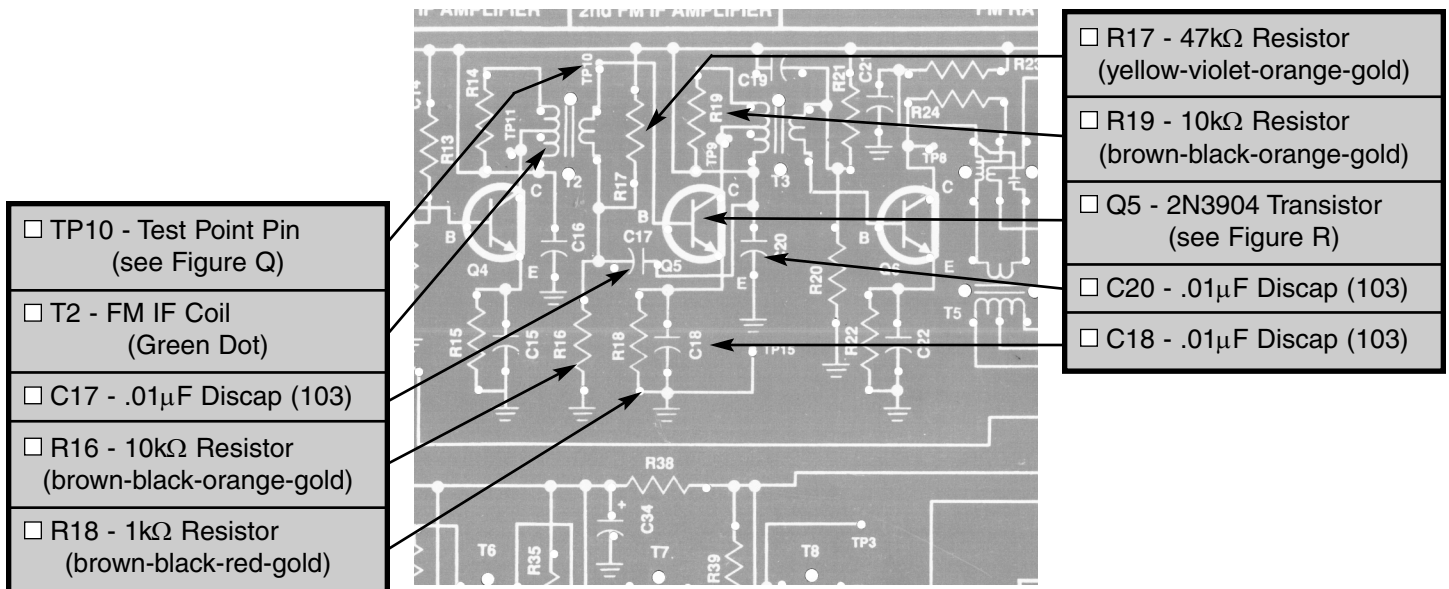 TP10 - Test Point Pin
(see Figure Q)
T2 - FM IF Coil
(Green Dot)
C17 - .01μF Discap (103)
R16 - 10kΩ Resistor
(brown-black-orange-gold)
R18 - 1kΩ Resistor
(brown-black-red-gold)
IF AMPLIFIER
2nd FM IF AMPLIFIER
FM RA
C14
R13
R14
TP11
TP10
T2
R17
C19
R19
TP9
T3
R21
C21
R23
R24
TP8
C
B
Q4
E
C16
C17
B
C
Q5
E
C20
R20
C
B
Q6
E
R15
C15
R16
R18
C18
TP15
R22
C22
T5
R38
+
C34
T6
R35
T7
R39
T8
TP3
R17 - 47kΩ Resistor
(yellow-violet-orange-gold)
R19 - 10kΩ Resistor
(brown-black-orange-gold)
Q5 - 2N3904 Transistor
(see Figure R)
C20 - .01μF Discap (103)
C18 - .01μF Discap (103)